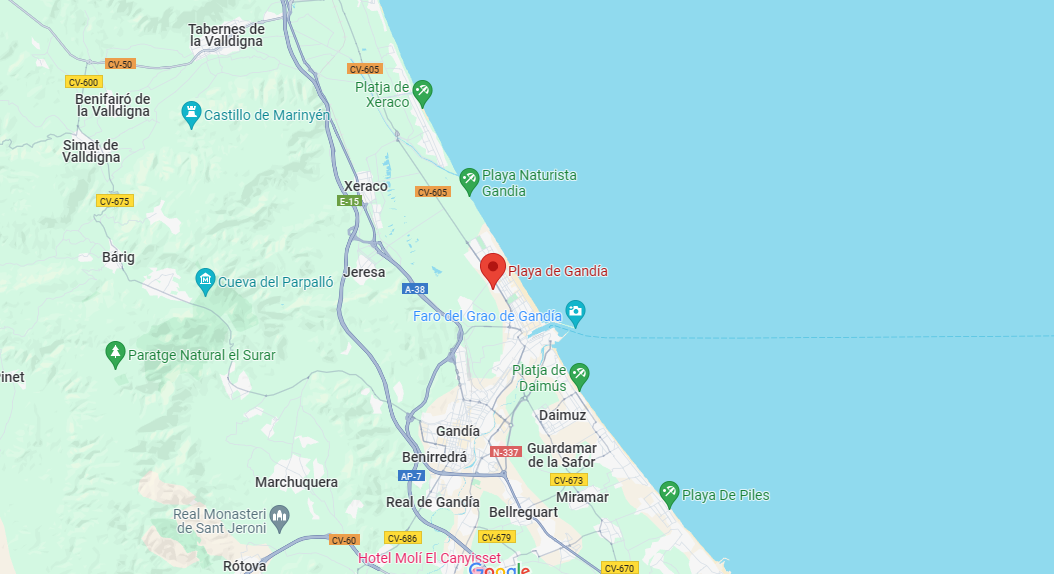 Tabernes de
la Valldigna
CV-50
CV-605
CV-600
Platja de
Xeraco
Benifairó de
la Valldigna
Castillo de Marinyén
Simat de
Valldigna
Playa Naturista
Gandia
Xeraco
CV-605
CV-675
E-15
Bárig
Jeresa
Playa de Gandía
Cueva del Parpalló
A-38
Faro del Grao de Gandia
Paratge Natural el Surar
Platja de
Daimús
inet
Daimuz
Gandía
Benirredrá
N-337
Guardamar
de la Safor
AP-7
CV-673
Marchuquera
Real de Gandía
Miramar
Playa De Piles
Bellreguart
Real Monasteri
de Sant Jeroni
CV-60
CV-686
CV-679
Hotel Molí El Canyisset
Rótova
Google
CV-670